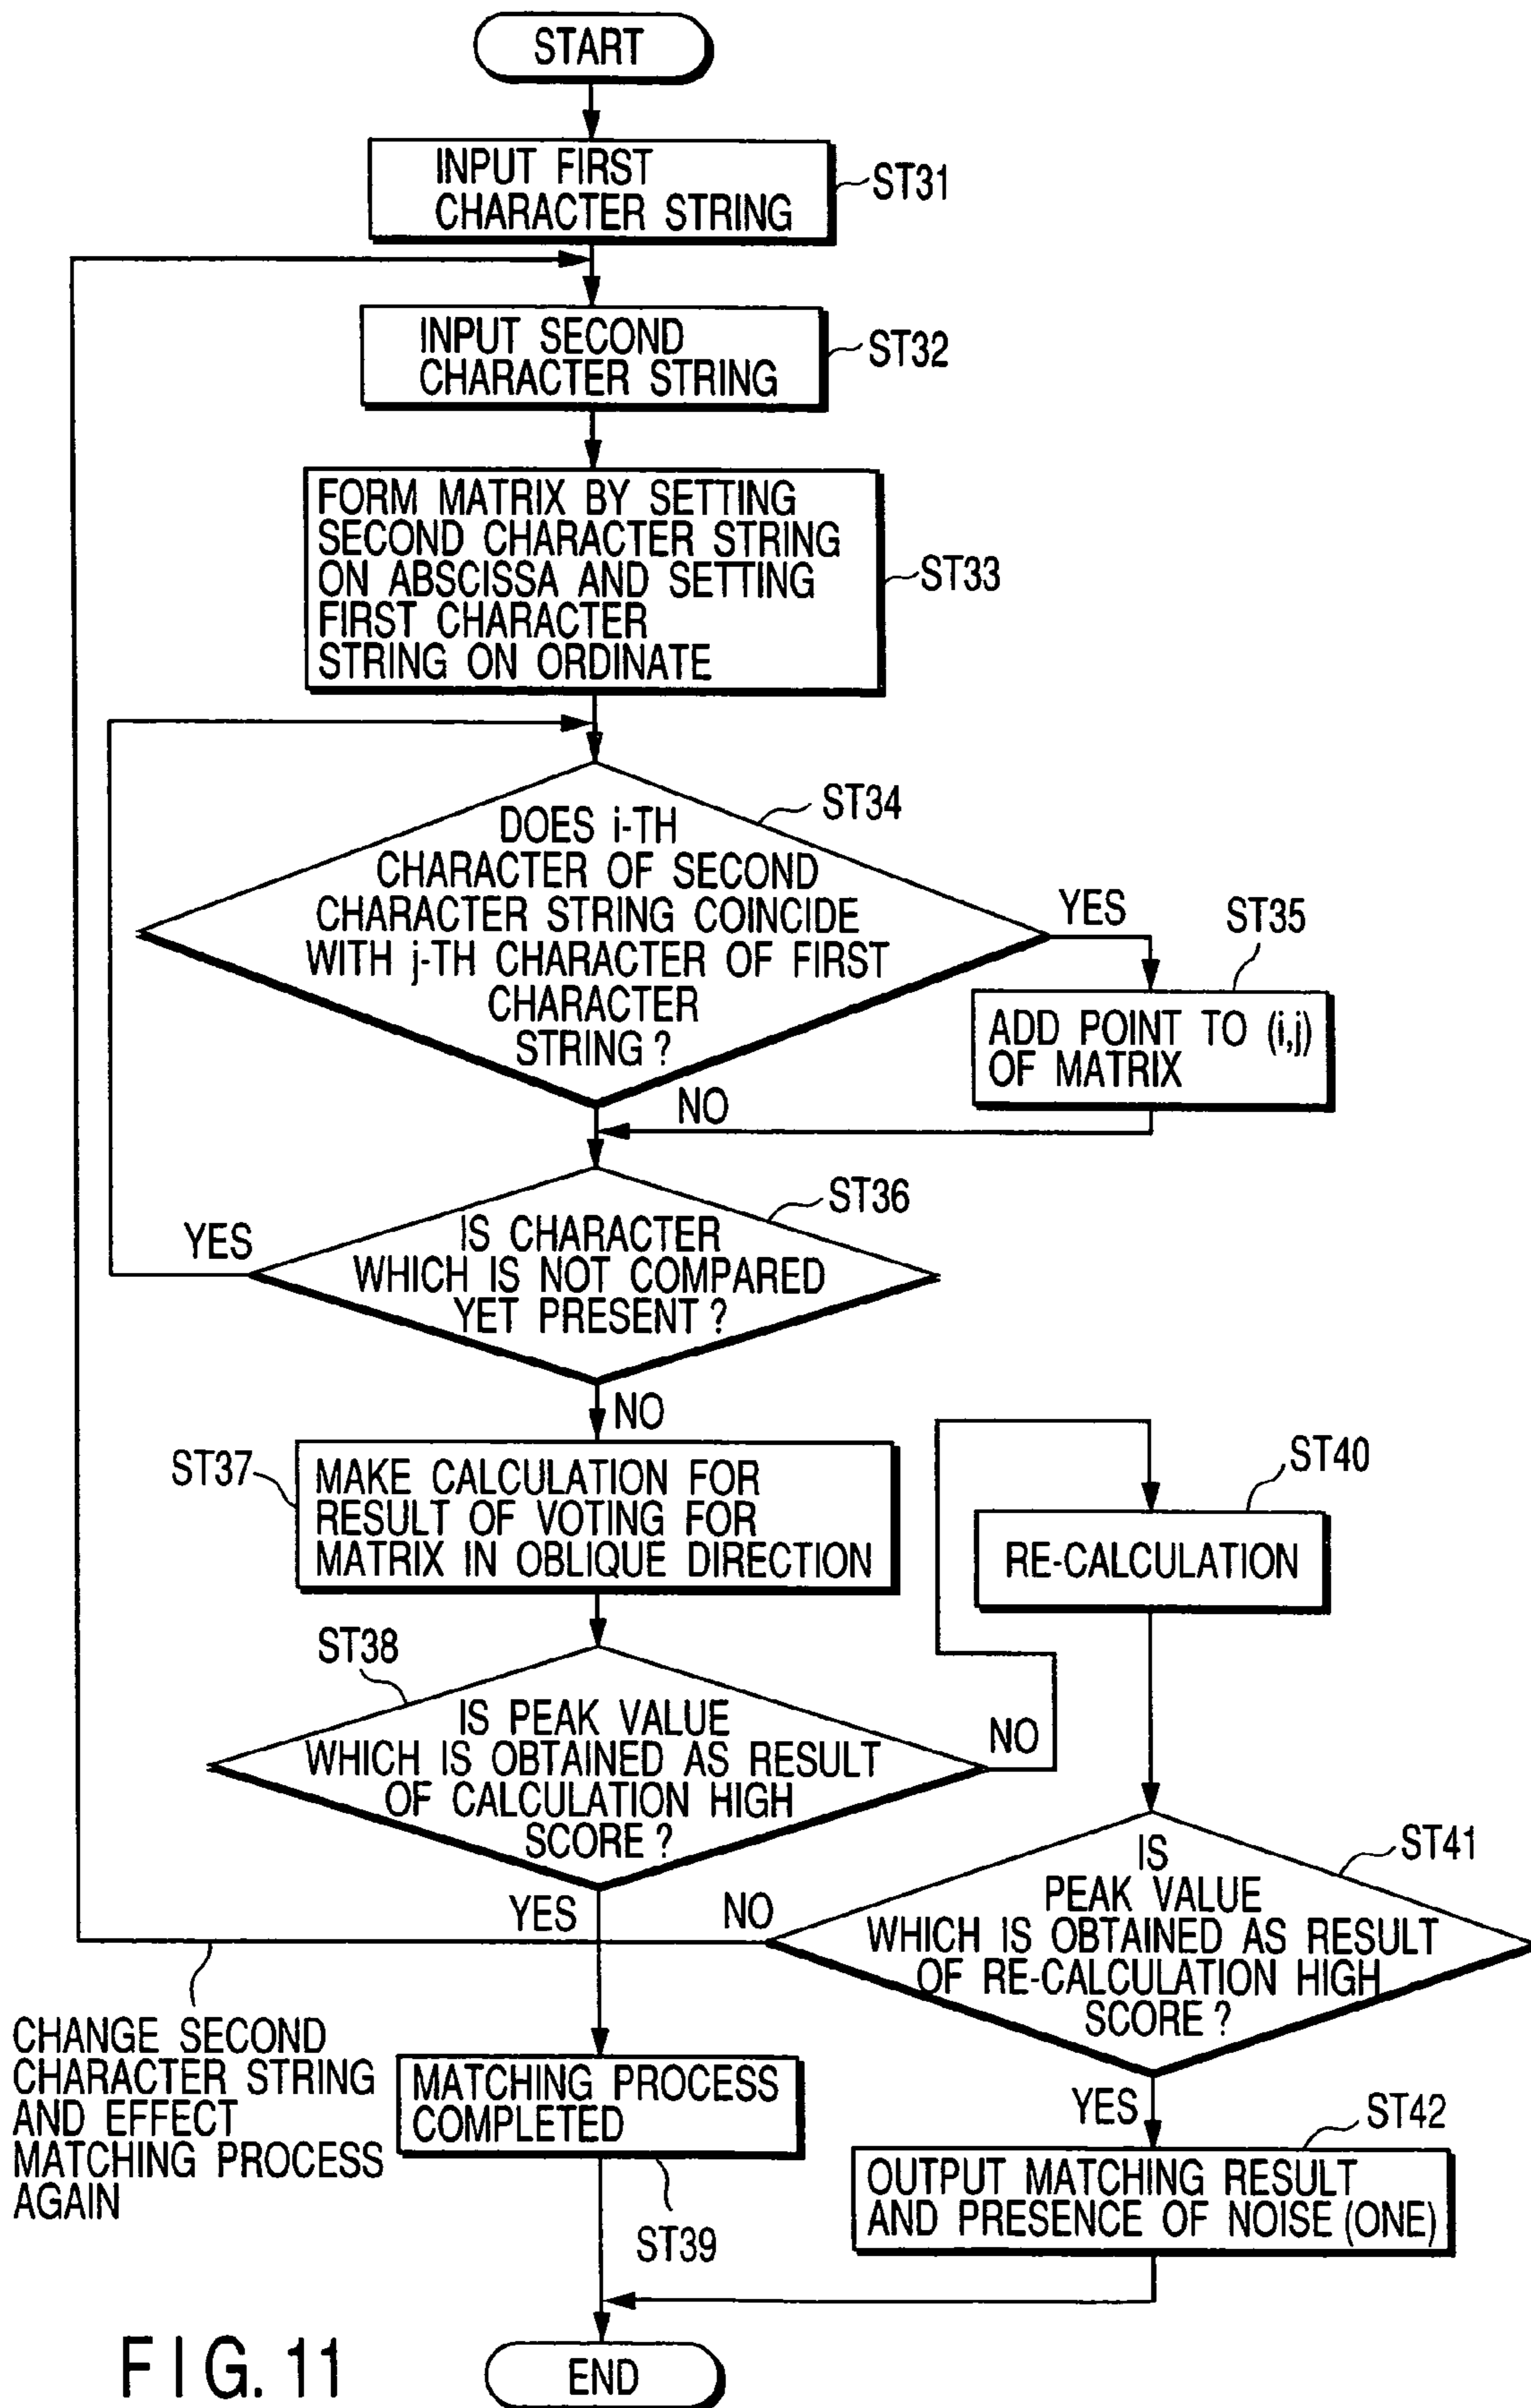 START
INPUT FIRST
CHARACTER STRING
ST31
INPUT SECOND
CHARACTER STRING
ST32
FORM MATRIX BY SETTING
SECOND CHARACTER STRING
ON ABSCISSA AND SETTING
FIRST CHARACTER
STRING ON ORDINATE
ST33
ST34
DOES i-TH
CHARACTER OF SECOND
CHARACTER STRING COINCIDE
WITH j-TH CHARACTER OF FIRST
CHARACTER
STRING ?
YES
ST35
ADD POINT TO (i,j)
OF MATRIX
NO
ST36
YES
IS CHARACTER
WHICH IS NOT COMPARED
YET PRESENT ?
NO
ST37
MAKE CALCULATION FOR
RESULT OF VOTING FOR
MATRIX IN OBLIQUE DIRECTION
ST40
RE-CALCULATION
ST38
IS PEAK VALUE
WHICH IS OBTAINED AS RESULT
OF CALCULATION HIGH
SCORE ?
NO
YES
ST41
IS
PEAK VALUE
WHICH IS OBTAINED AS RESULT
OF RE-CALCULATION HIGH
SCORE ?
NO
YES
CHANGE SECOND
CHARACTER STRING
AND EFFECT
MATCHING PROCESS
AGAIN
MATCHING PROCESS
COMPLETED
ST39
ST42
OUTPUT MATCHING RESULT
AND PRESENCE OF NOISE (ONE)
END
FIG. 11